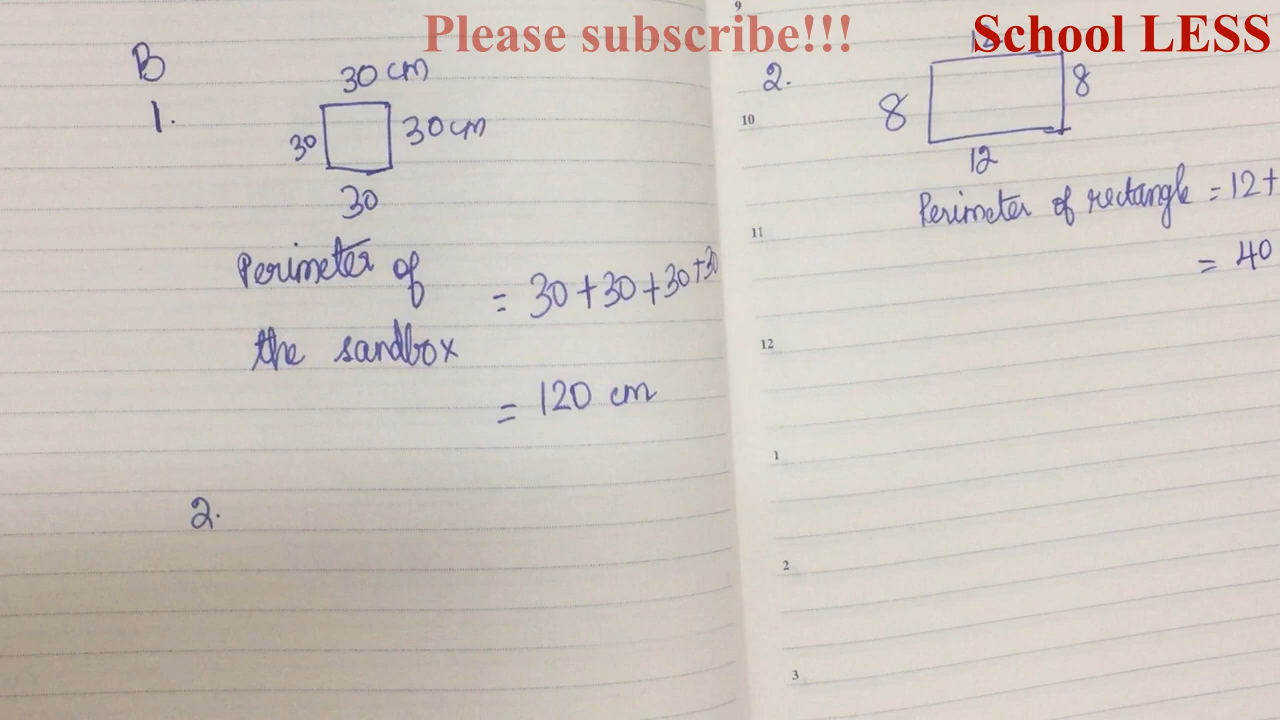 Please subscribe!!!
School LESS
B
1.
30 cm
30
30 cm
30
Perimeter of
the sandbox
= 30 + 30 + 30 + 30
= 120 cm
2.
9
2.
8
8
12
10
Perimeter of rectangle = 12 +
= 40
11
12
1
2
3